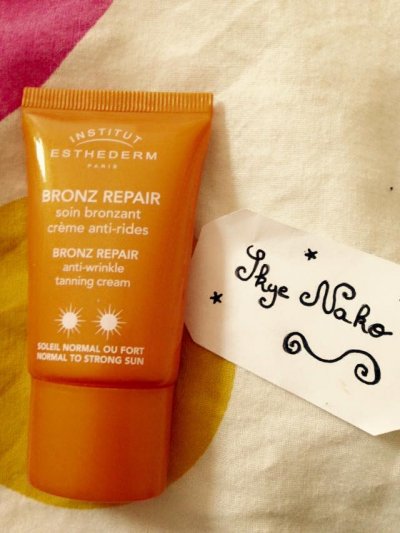 INSTITUT
ESTHEDERM
PARIS
BRONZ REPAIR
soin bronzant
crème anti-rides
BRONZ REPAIR
anti-wrinkle
tanning cream
SOLEIL NORMAL OU FORT
NORMAL TO STRONG SUN
Skye Nako